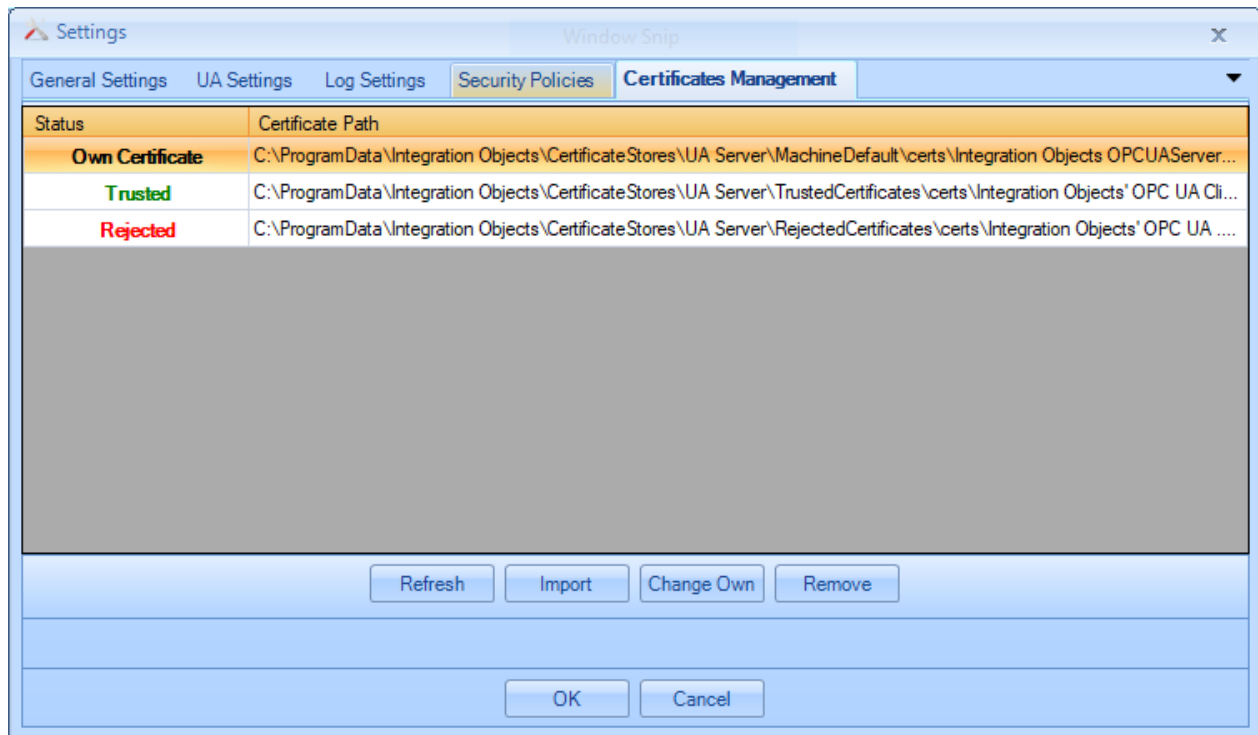 Settings
Window Snip
x
General Settings UA Settings Log Settings Security Policies Certificates Management
Status Certificate Path
Own Certificate C:\ProgramData\Integration Objects\CertificateStores\UA Server\MachineDefault\certs\Integration Objects OPCUAServer...
Trusted C:\ProgramData\Integration Objects\CertificateStores\UA Server\TrustedCertificates\certs\Integration Objects' OPC UA Cli...
Rejected C:\ProgramData\Integration Objects\CertificateStores\UA Server\RejectedCertificates\certs\Integration Objects' OPC UA ....
Refresh Import Change Own Remove
OK Cancel